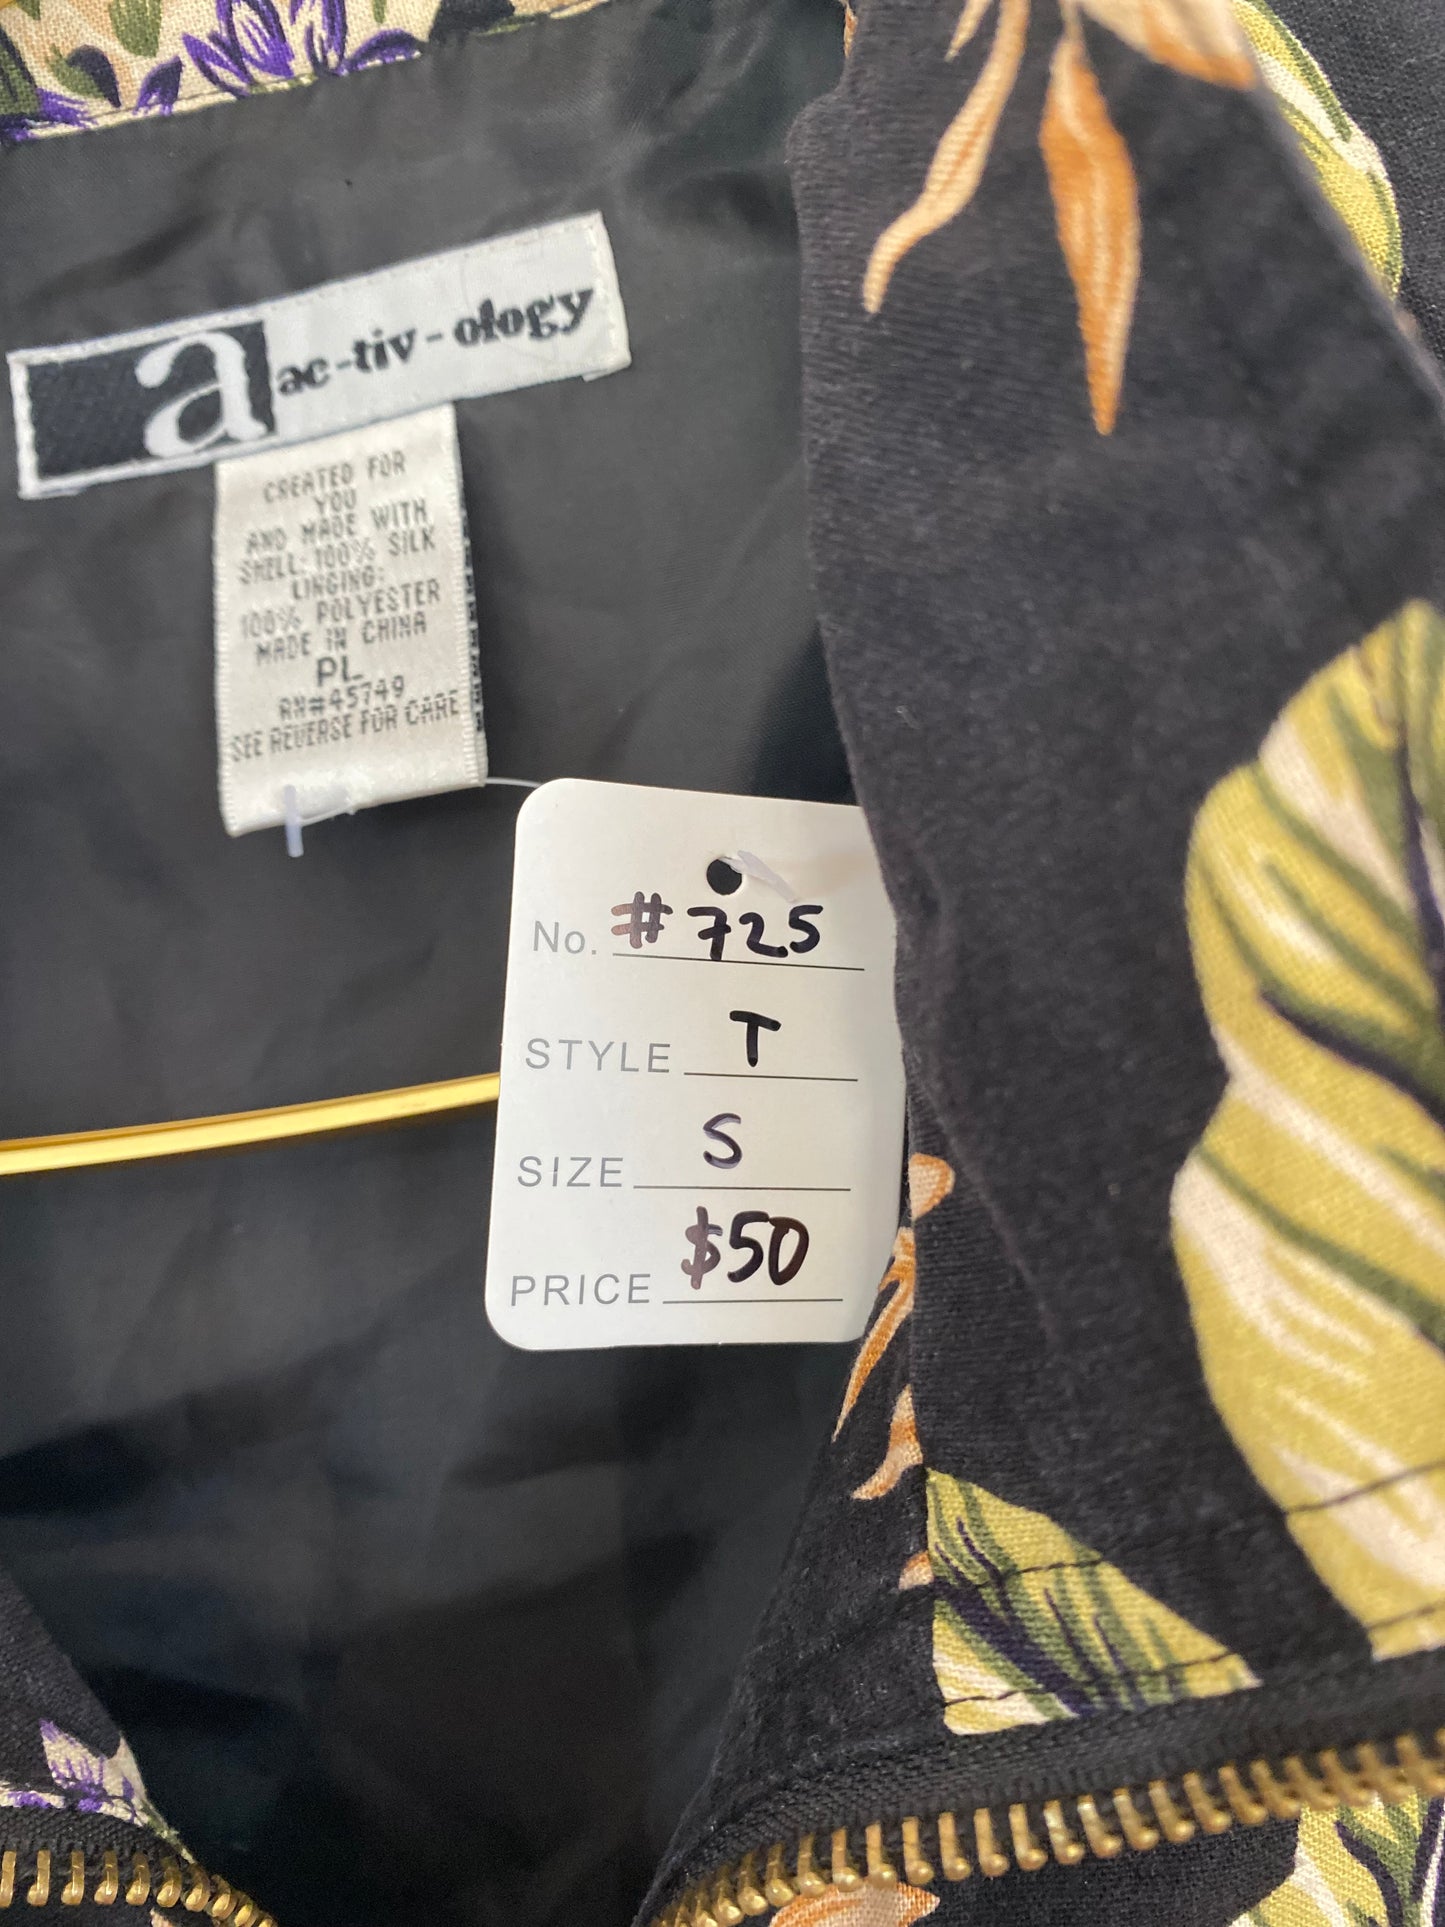 a ac-tiv-ology
CREATED FOR
YOU
AND MADE WITH
SHELL: 100% SILK
LINGING:
100% POLYESTER
MADE IN CHINA
PL
RN#45749
SEE REVERSE FOR CARE
No. #725
STYLE T
SIZE S
PRICE $50